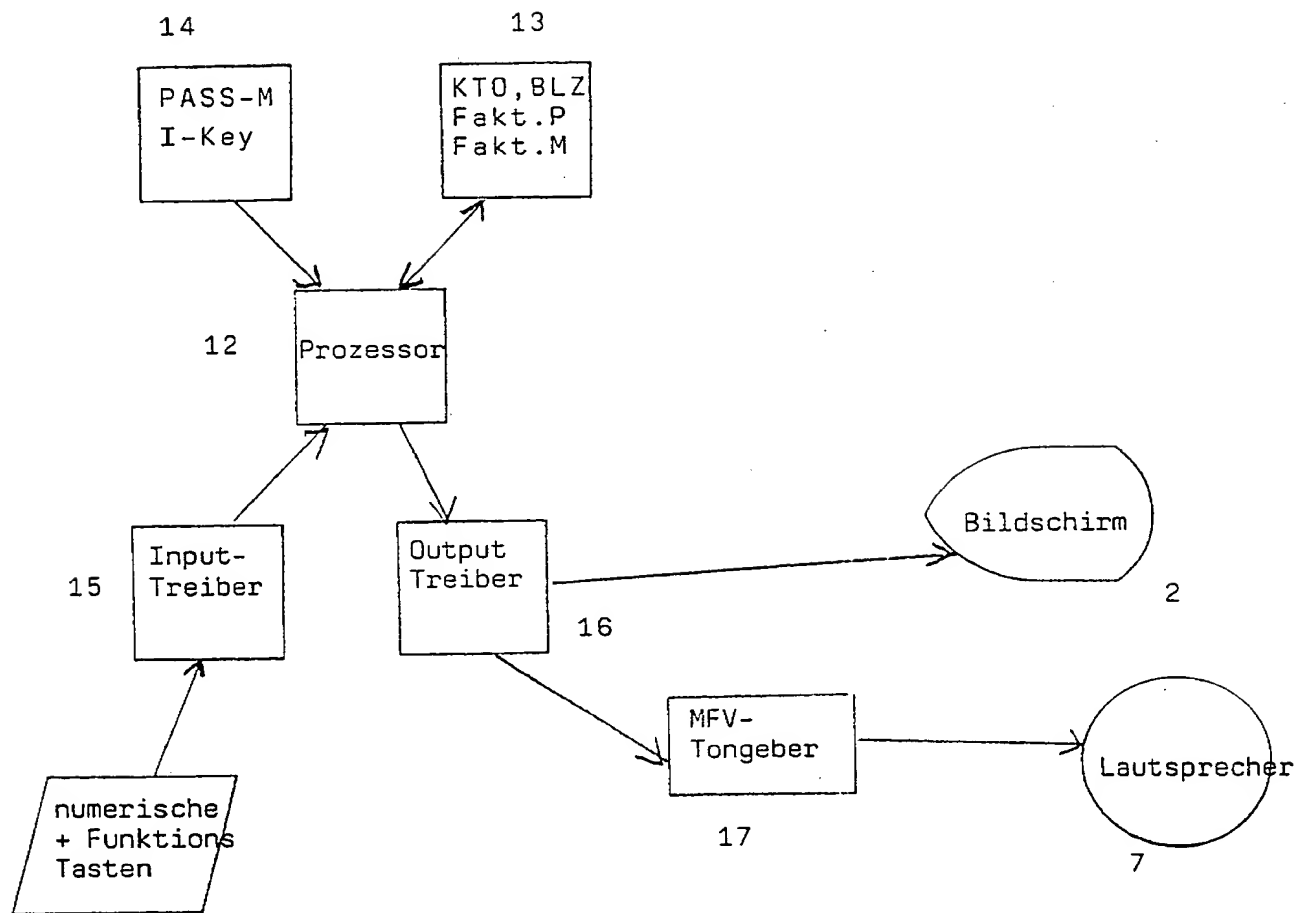 14
13
PASS-M
I-Key
KTO,BLZ
Fakt.P
Fakt.M
12
Prozessor
Input-
Treiber
15
Output
Treiber
16
Bildschirm
2
MFV-
Tongeber
17
Lautsprecher
7
numerische
+ Funktions
Tasten